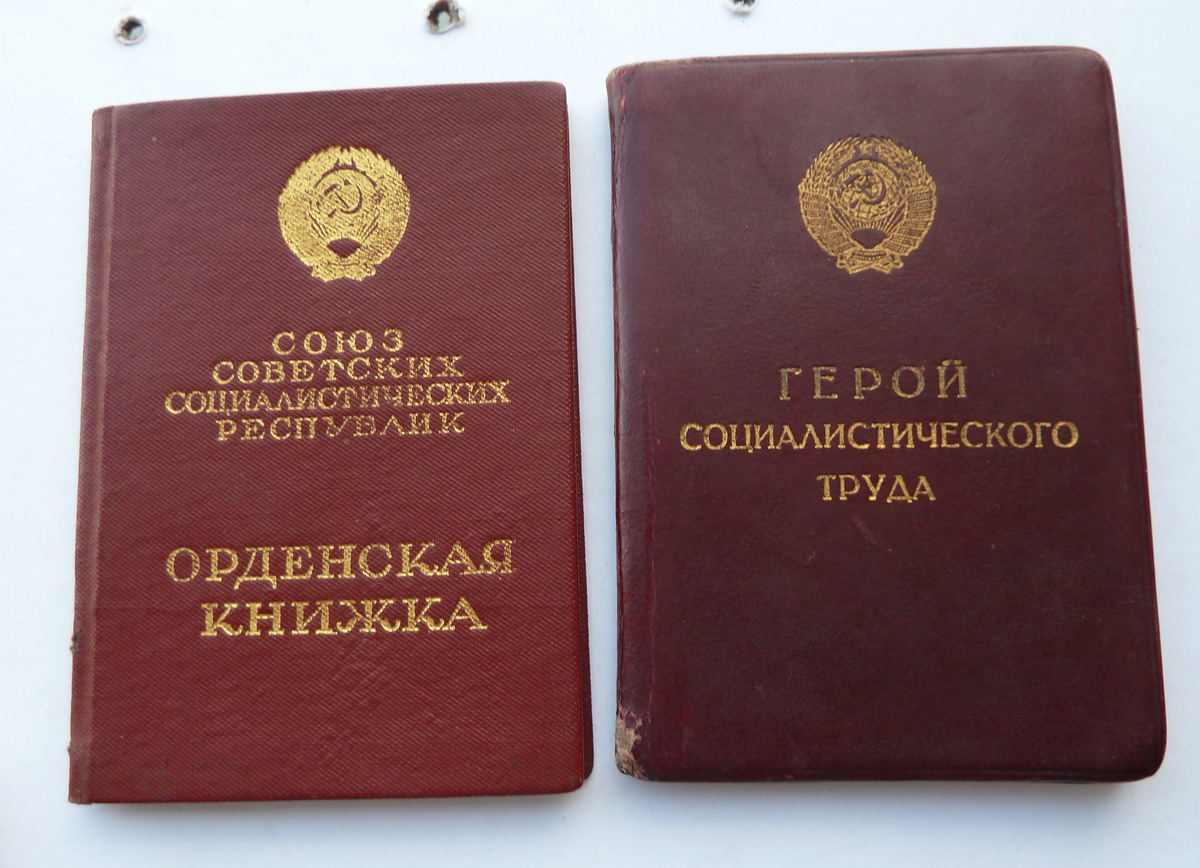 СОЮЗ
СОВЕТСКИХ
СОЦИАЛИСТИЧЕСКИХ
РЕСПУБЛИК
ОРДЕНСКАЯ
КНИЖКА
ГЕРОЙ
СОЦИАЛИСТИЧЕСКОГО
ТРУДА